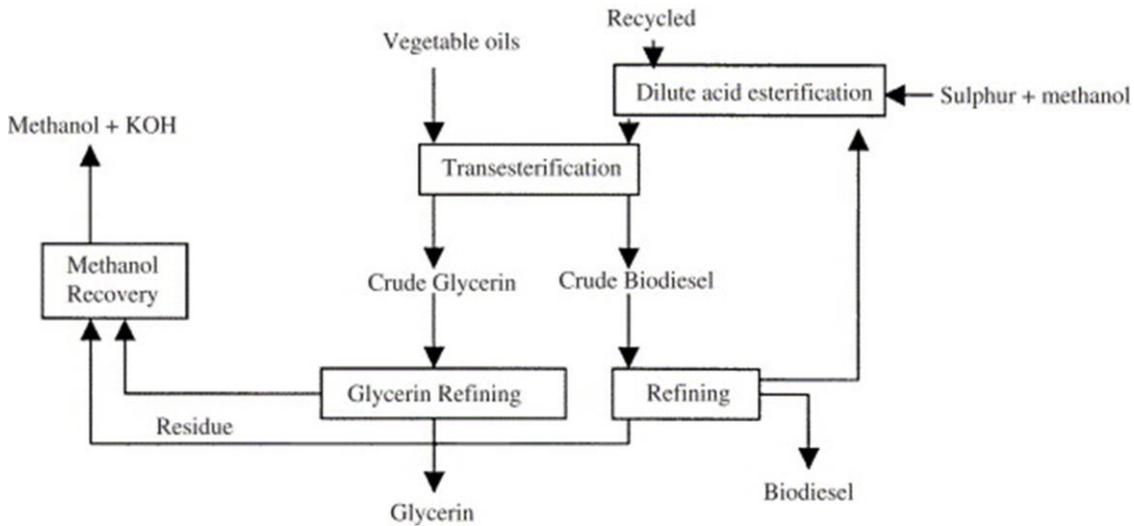 Recycled
Vegetable oils
Dilute acid esterification
Sulphur + methanol
Methanol + KOH
Transesterification
Methanol
Recovery
Crude Glycerin
Crude Biodiesel
Glycerin Refining
Refining
Residue
Biodiesel
Glycerin